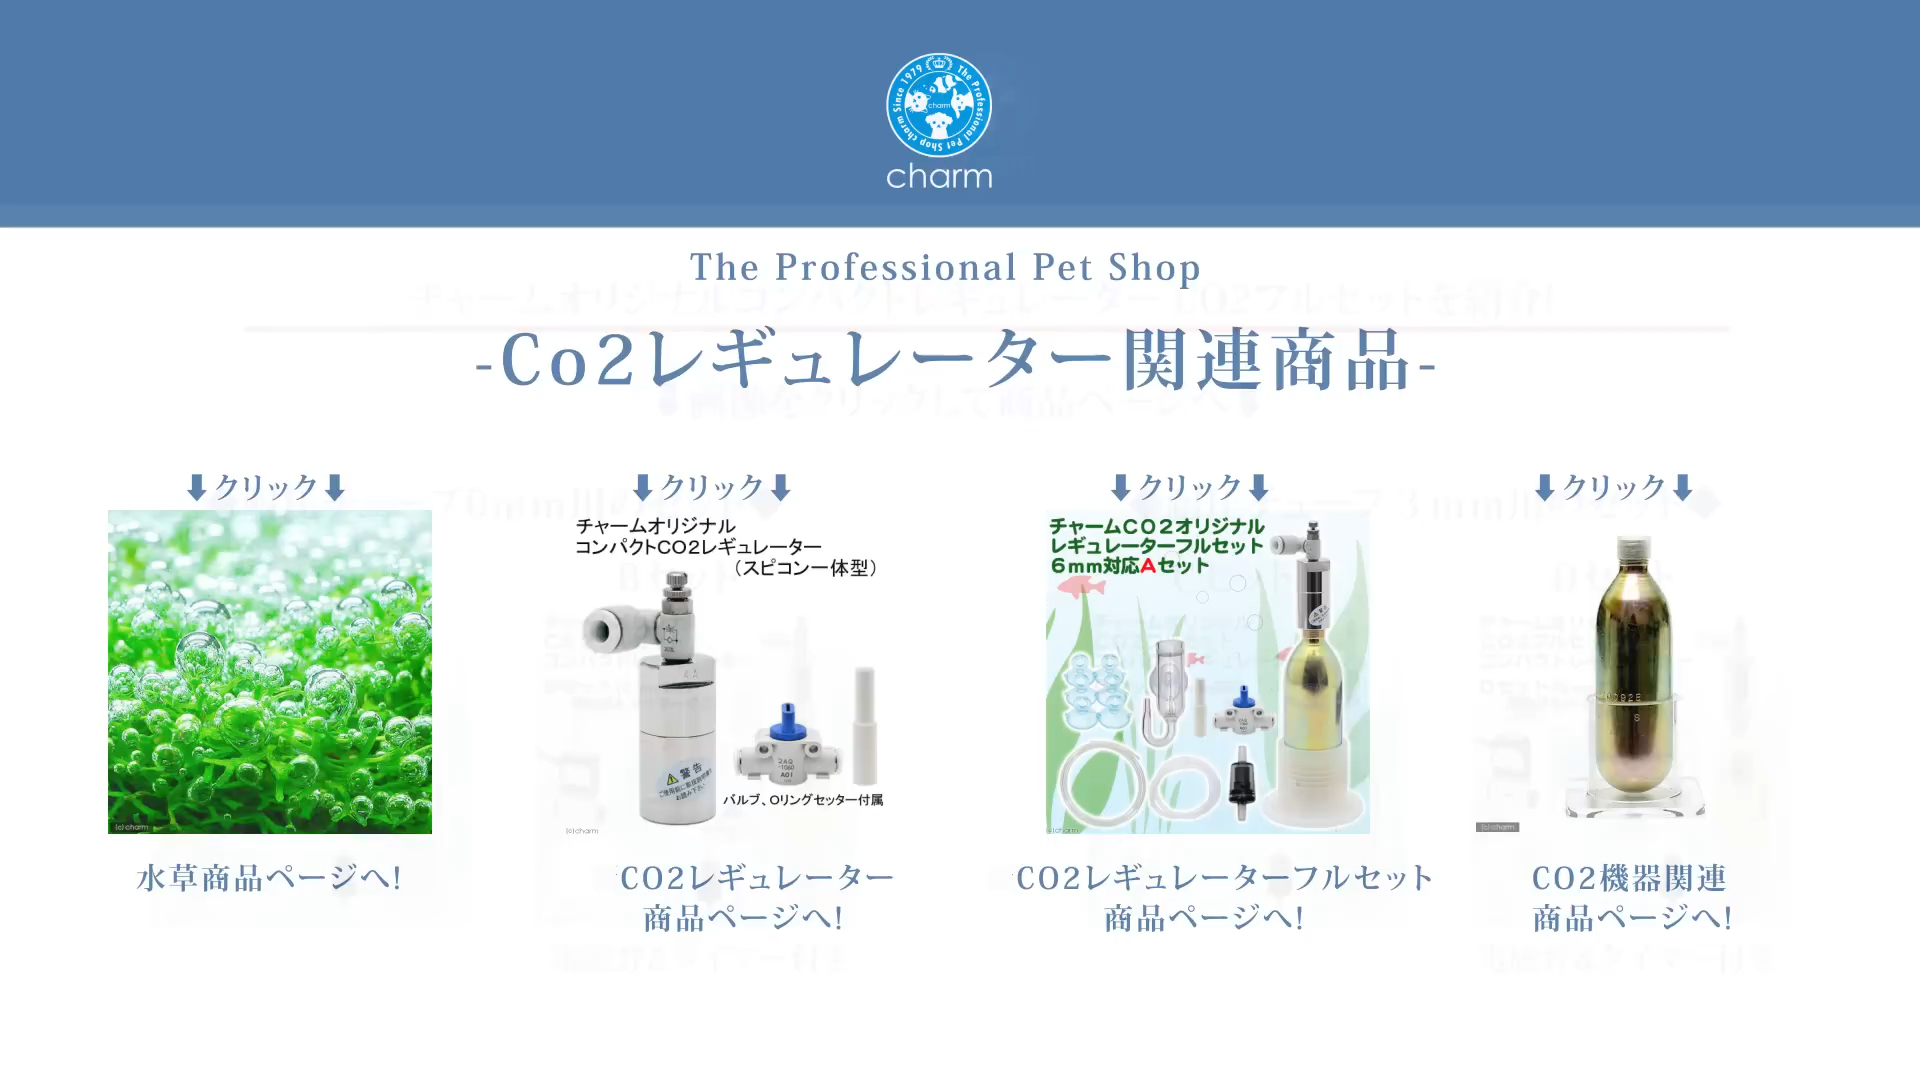 Since 1979 The Professional Pet Shop charm
charm
charm
The Professional Pet Shop
-Co2レギュレーター関連商品-
⬇クリック⬇
⬇クリック⬇
⬇クリック⬇
⬇クリック⬇
チャームオリジナル
コンパクトCO2レギュレーター
(スピコン一体型)
警告
バルブ、Oリングセッター付属
(c)charm
チャームCO2オリジナル
レギュレーターフルセット
6mm対応Aセット
(c)charm
(c)charm
(c)charm
水草商品ページへ!
CO2レギュレーター
商品ページへ!
CO2レギュレーターフルセット
商品ページへ!
CO2機器関連
商品ページへ!